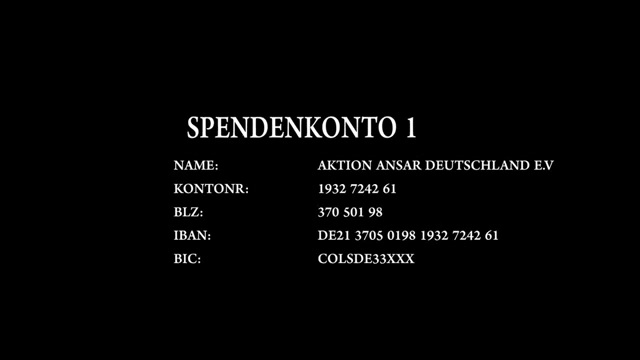 SPENDENKONTO 1
NAME: AKTION ANSAR DEUTSCHLAND E.V
KONTONR: 1932 7242 61
BLZ: 370 501 98
IBAN: DE21 3705 0198 1932 7242 61
BIC: COLSDE33XXX